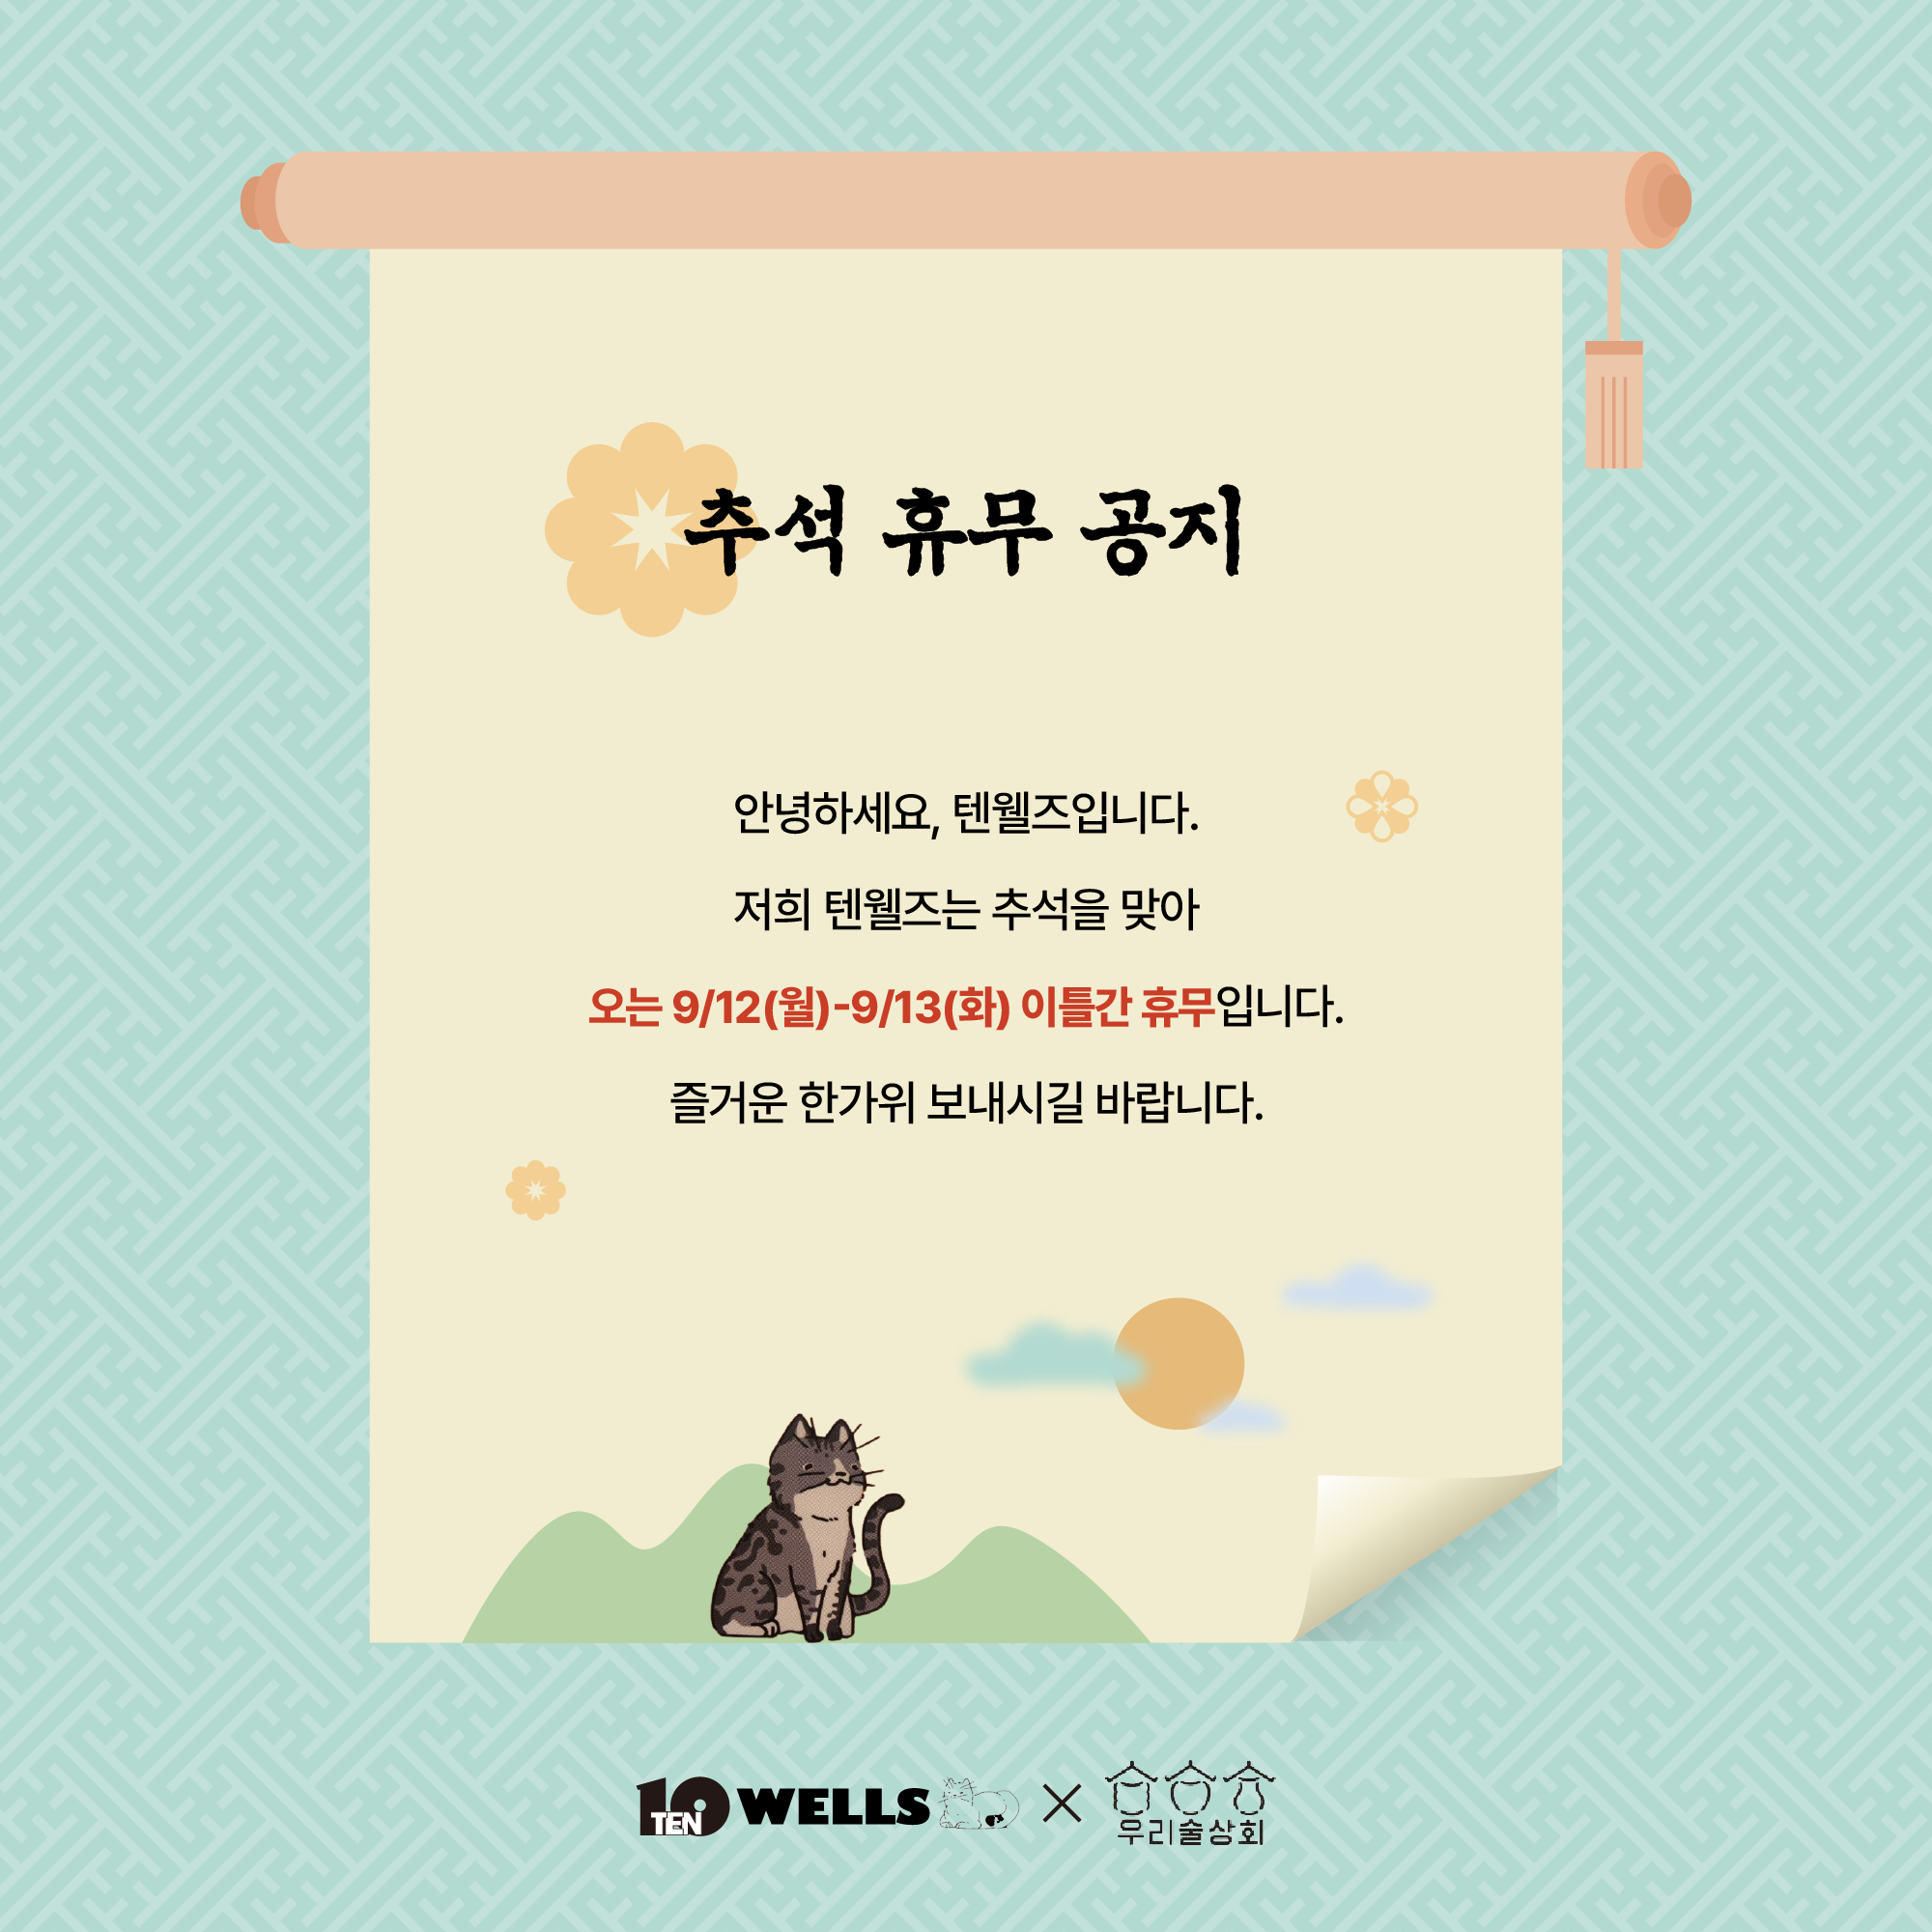 추석 휴무 공지
안녕하세요, 텐웰즈입니다.
저희 텐웰즈는 추석을 맞아
오는 9/12(월)-9/13(화) 이틀간 휴무입니다.
즐거운 한가위 보내시길 바랍니다.
10 TEN WELLS × 우리술상회